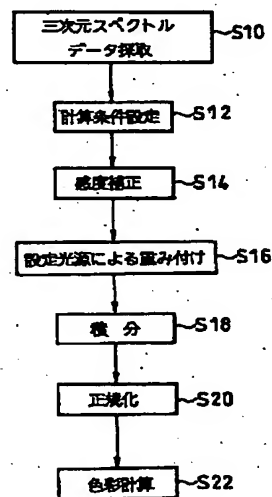 三次元スペクトル
データ採取
S10
計算条件設定
S12
感度補正
S14
設定光源による重み付け
S16
積分
S18
正規化
S20
色彩計算
S22